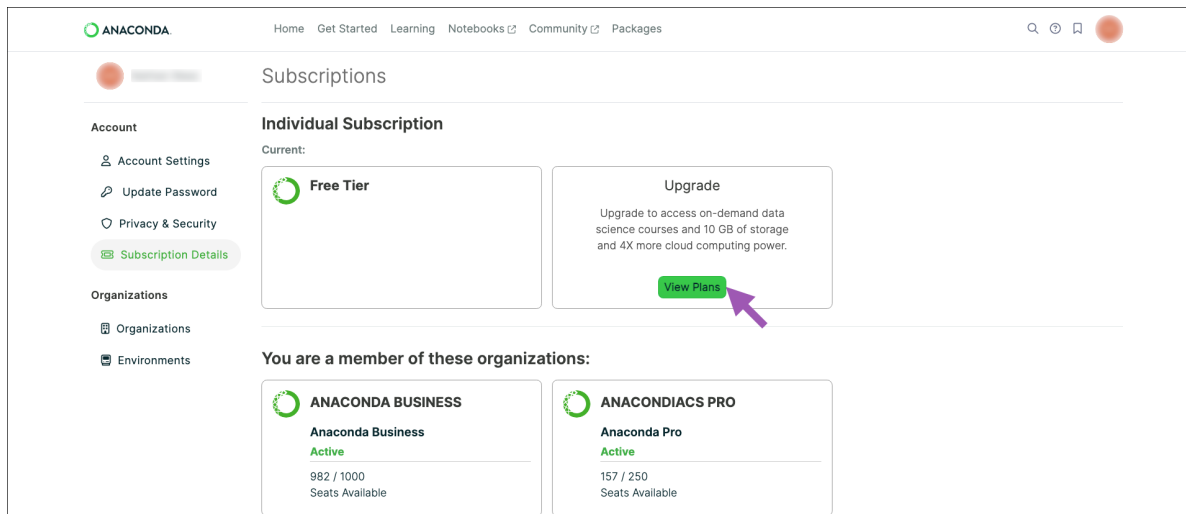 ANACONDA.
Home Get Started Learning Notebooks Community Packages
Subscriptions
Account
Account Settings
Update Password
Privacy & Security
Subscription Details
Organizations
Organizations
Environments
Individual Subscription
Current:
Free Tier
Upgrade
Upgrade to access on-demand data
science courses and 10 GB of storage
and 4X more cloud computing power.
View Plans
You are a member of these organizations:
ANACONDA BUSINESS
Anaconda Business
Active
982 / 1000
Seats Available
ANACONDIACS PRO
Anaconda Pro
Active
157 / 250
Seats Available